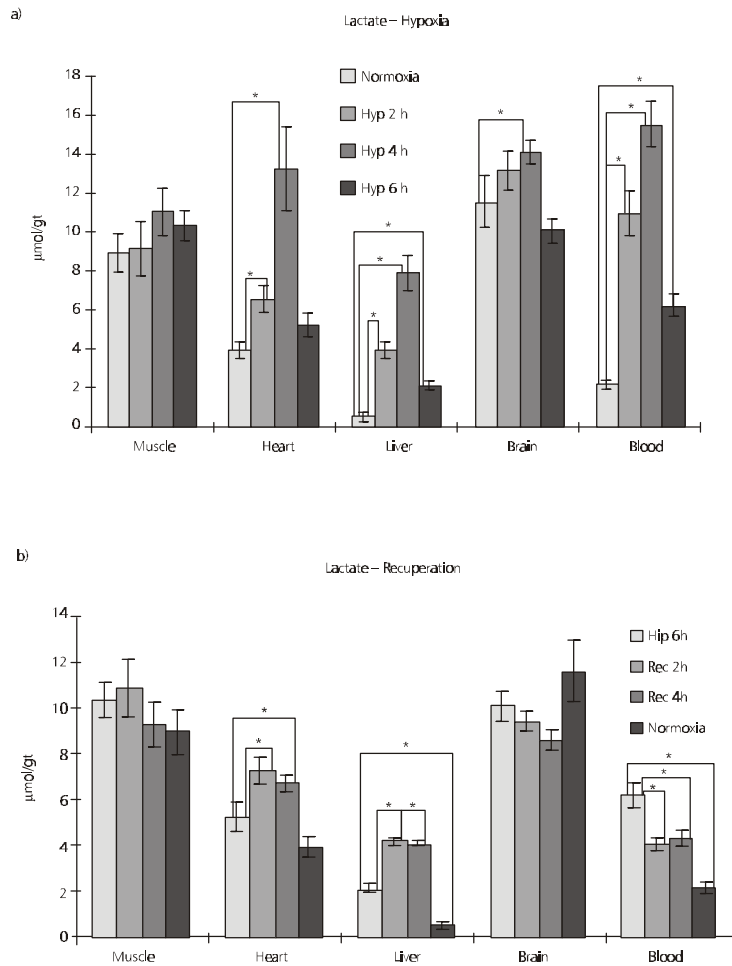 a)
Lactate – Hypoxia
Normoxia
Hyp 2 h
Hyp 4 h
Hyp 6 h
μmol/gt
18
16
14
12
10
8
6
4
2
0
*
*
*
*
*
*
*
*
*
Muscle
Heart
Liver
Brain
Blood
b)
Lactate – Recuperation
Hip 6h
Rec 2h
Rec 4h
Normoxia
μmol/gt
14
12
10
8
6
4
2
0
*
*
*
*
*
*
*
*
Muscle
Heart
Liver
Brain
Blood